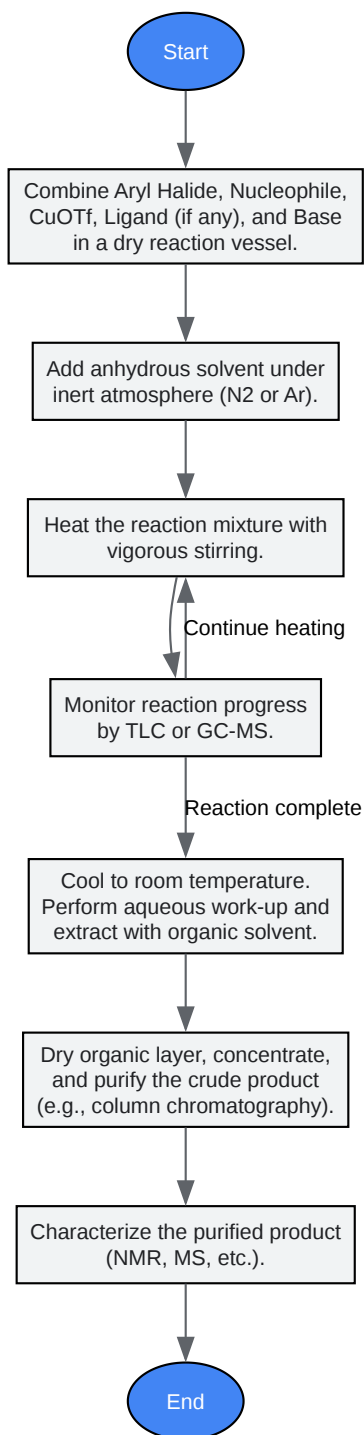 Start
Combine Aryl Halide, Nucleophile,
CuOTf, Ligand (if any), and Base
in a dry reaction vessel.
Add anhydrous solvent under
inert atmosphere (N2 or Ar).
Heat the reaction mixture with
vigorous stirring.
Continue heating
Monitor reaction progress
by TLC or GC-MS.
Reaction complete
Cool to room temperature.
Perform aqueous work-up and
extract with organic solvent.
Dry organic layer, concentrate,
and purify the crude product
(e.g., column chromatography).
Characterize the purified product
(NMR, MS, etc.).
End